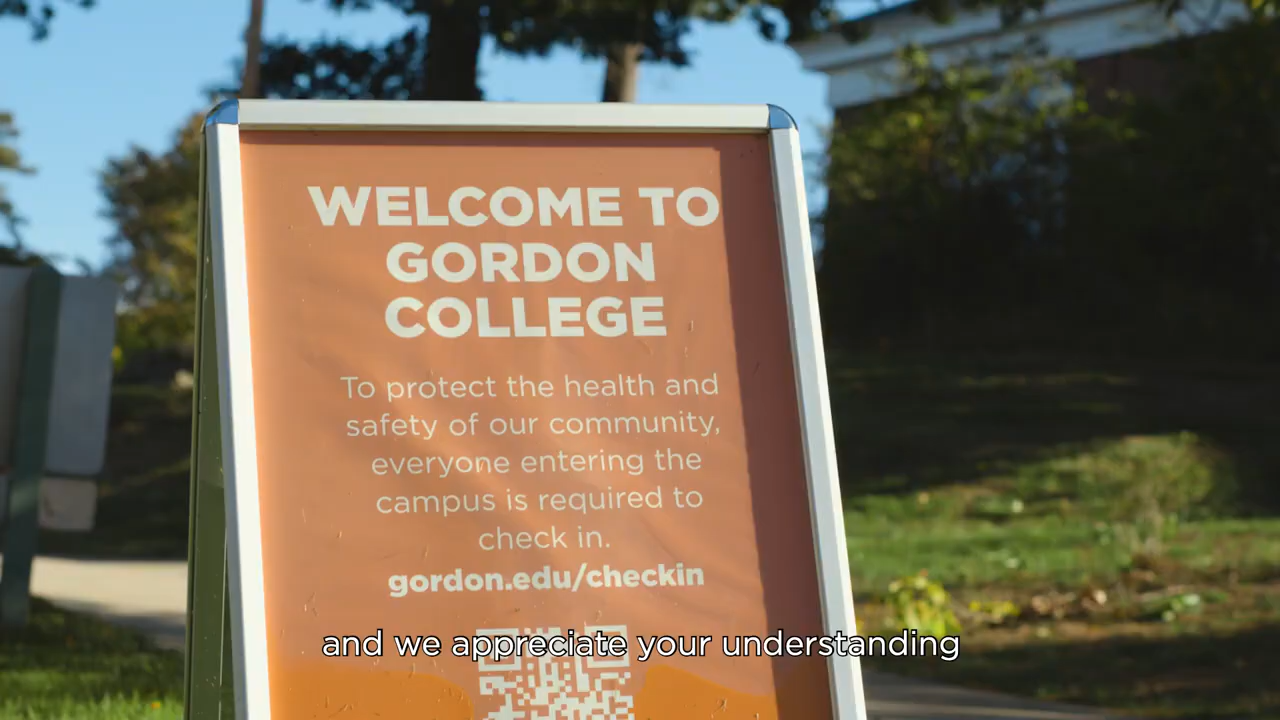 WELCOME TO
GORDON
COLLEGE
To protect the health and
safety of our community,
everyone entering the
campus is required to
check in.
gordon.edu/checkin
and we appreciate your understanding